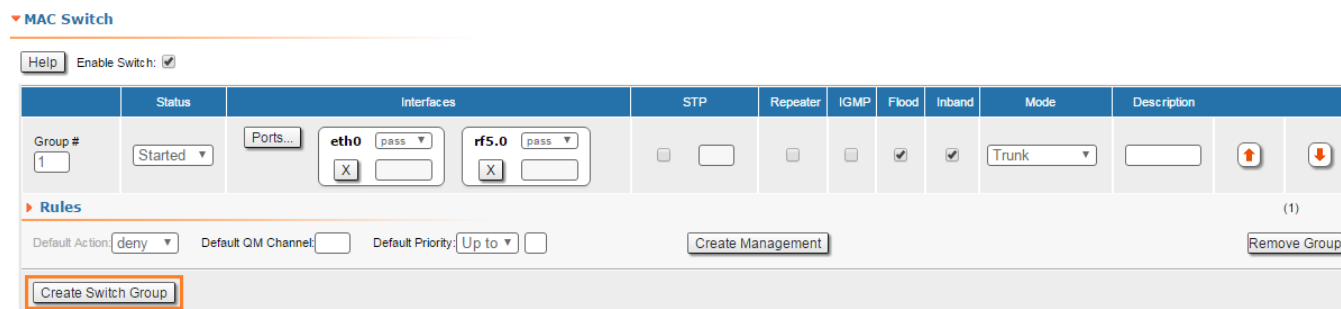 MAC Switch
Help Enable Switch:
Status Interfaces STP Repeater IGMP Flood Inband Mode Description
Group # Ports... eth0 pass rf5.0 pass
1 Started X X Trunk
Rules (1)
Default Action: deny Default QM Channel: Default Priority: Up to Create Management Remove Group
Create Switch Group